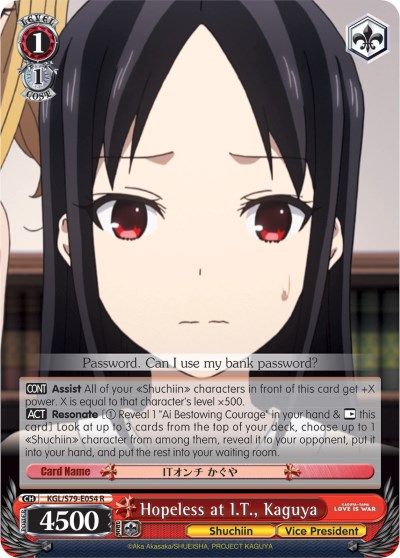 LEVEL
1
1
COST
Password. Can I use my bank password?
CONT Assist All of your «Shuchiin» characters in front of this card get +X
power. X is equal to that character's level ×500.
ACT Resonate [① Reveal 1 "Ai Bestowing Courage" in your hand & this
card] Look at up to 3 cards from the top of your deck, choose up to 1
«Shuchiin» character from among them, reveal it to your opponent, put it
into your hand, and put the rest into your waiting room.
Card Name
ITオンチ かぐや
CH KGL/S79-E054 R
4500
Hopeless at I.T., Kaguya
KAGUYA-SAMA
LOVE IS WAR
Shuchiin
Vice President
©Aka Akasaka/SHUEISHA, PROJECT KAGUYA